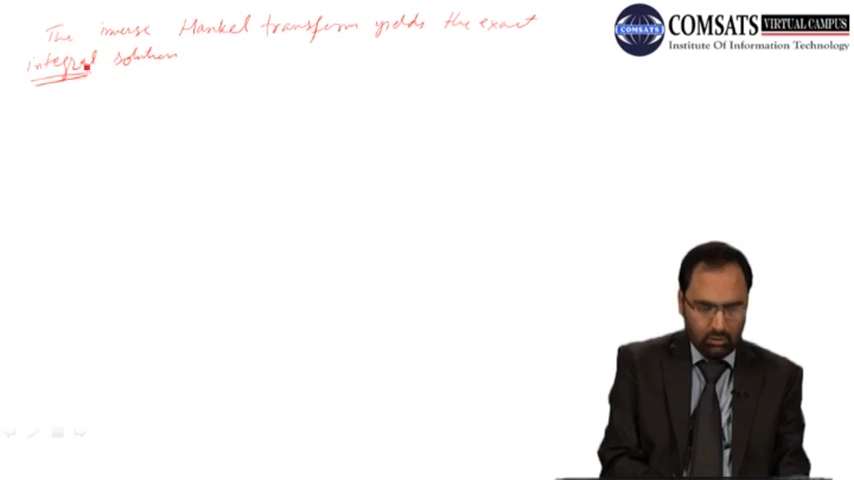 The inverse Hankel transform yields the exact
integral solution
COMSATS
COMSATS VIRTUAL CAMPUS
Institute Of Information Technology